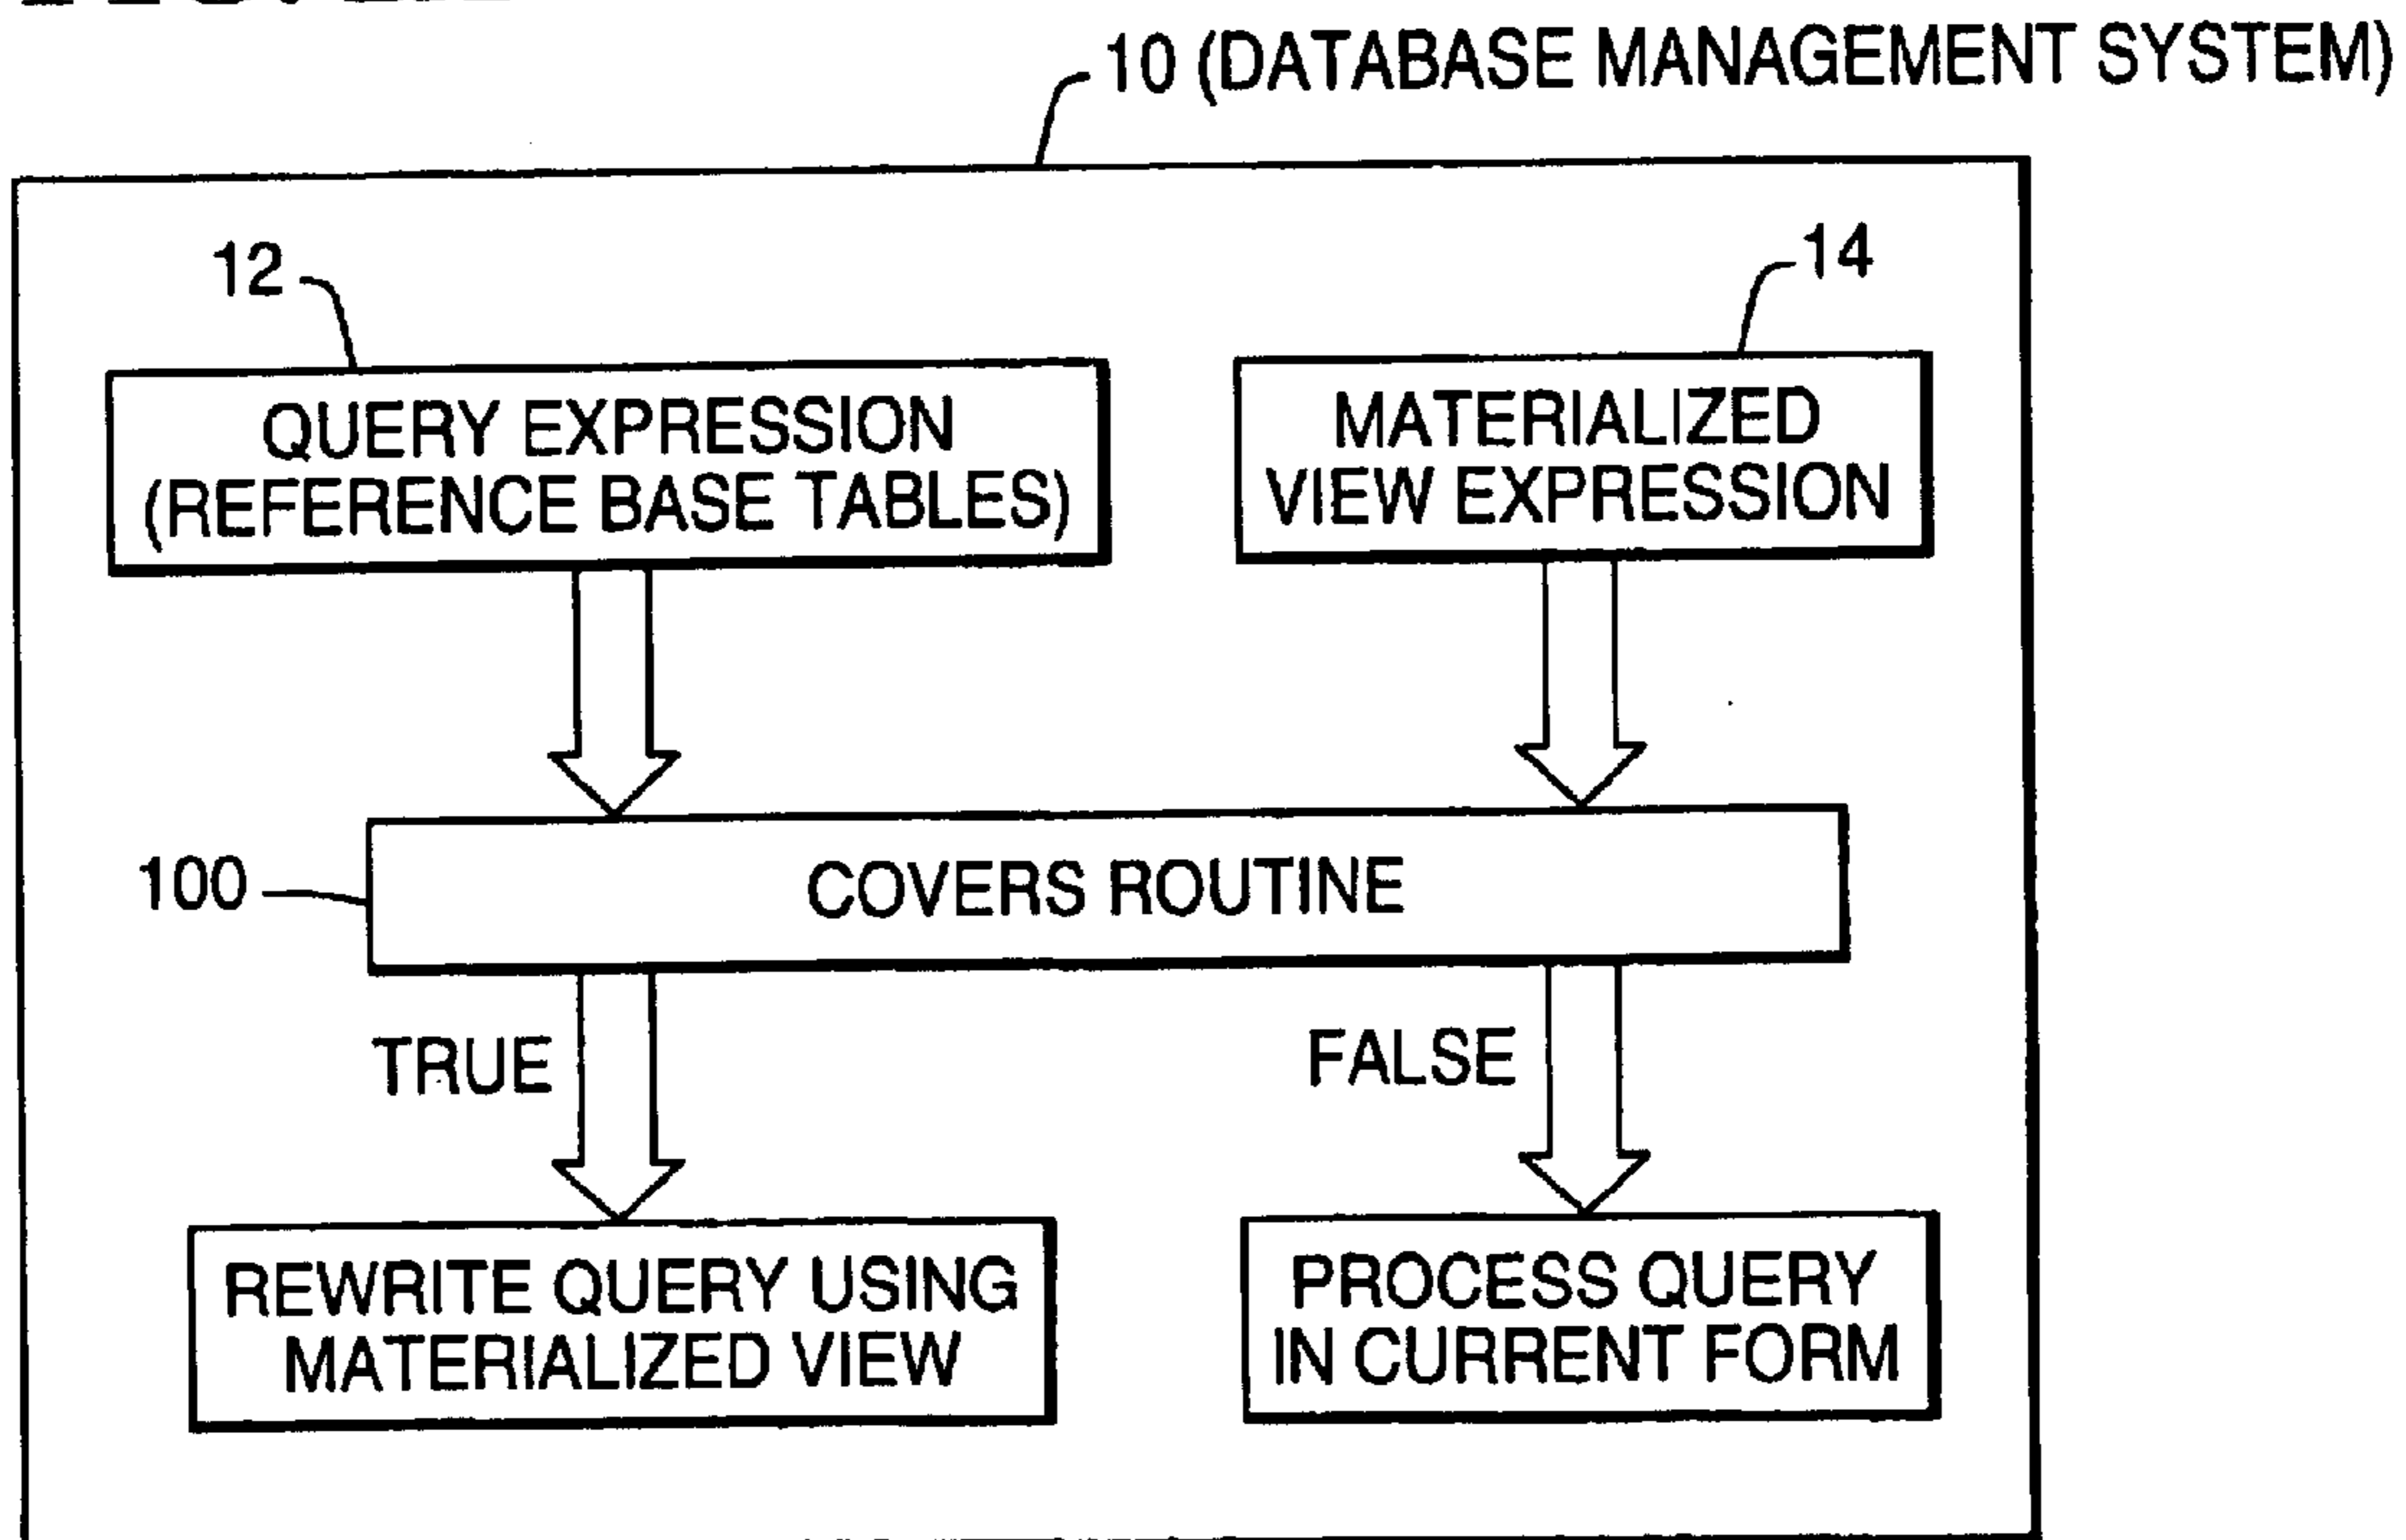 10 (DATABASE MANAGEMENT SYSTEM)
12
14
QUERY EXPRESSION
(REFERENCE BASE TABLES)
MATERIALIZED
VIEW EXPRESSION
100
COVERS ROUTINE
TRUE
FALSE
REWRITE QUERY USING
MATERIALIZED VIEW
PROCESS QUERY
IN CURRENT FORM